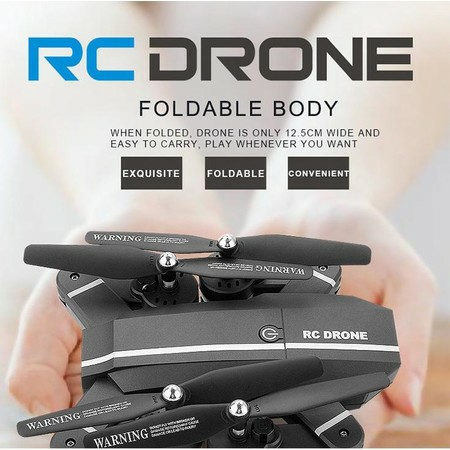 RC DRONE
FOLDABLE BODY
WHEN FOLDED, DRONE IS ONLY 12.5CM WIDE AND
EASY TO CARRY, PLAY WHENEVER YOU WANT
EXQUISITE FOLDABLE CONVENIENT
WARNING
WARNING
RC DRONE
WARNING
WARNING